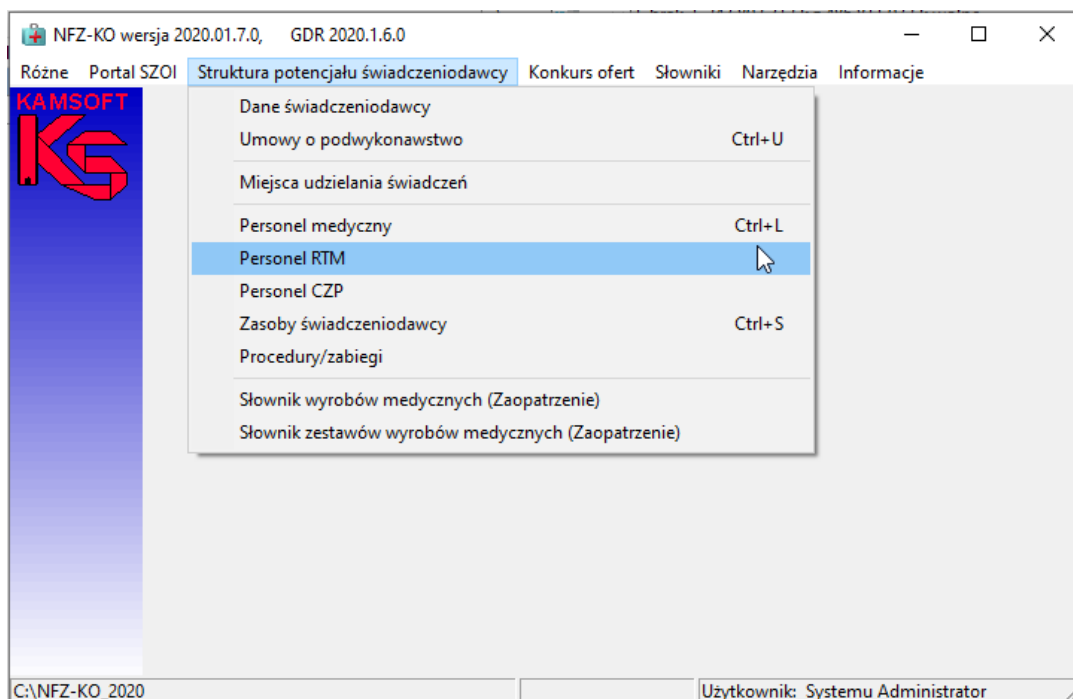 NFZ-KO wersja 2020.01.7.0, GDR 2020.1.6.0
Różne Portal SZOI Struktura potencjału świadczeniodawcy Konkurs ofert Słowniki Narzędzia Informacje
KAMSOFT
Dane świadczeniodawcy
Umowy o podwykonawstwo Ctrl+U
Miejsca udzielania świadczeń
Personel medyczny Ctrl+L
Personel RTM
Personel CZP
Zasoby świadczeniodawcy Ctrl+S
Procedury/zabiegi
Słownik wyrobów medycznych (Zaopatrzenie)
Słownik zestawów wyrobów medycznych (Zaopatrzenie)
C:\NFZ-KO_2020 Użytkownik: Systemu Administrator